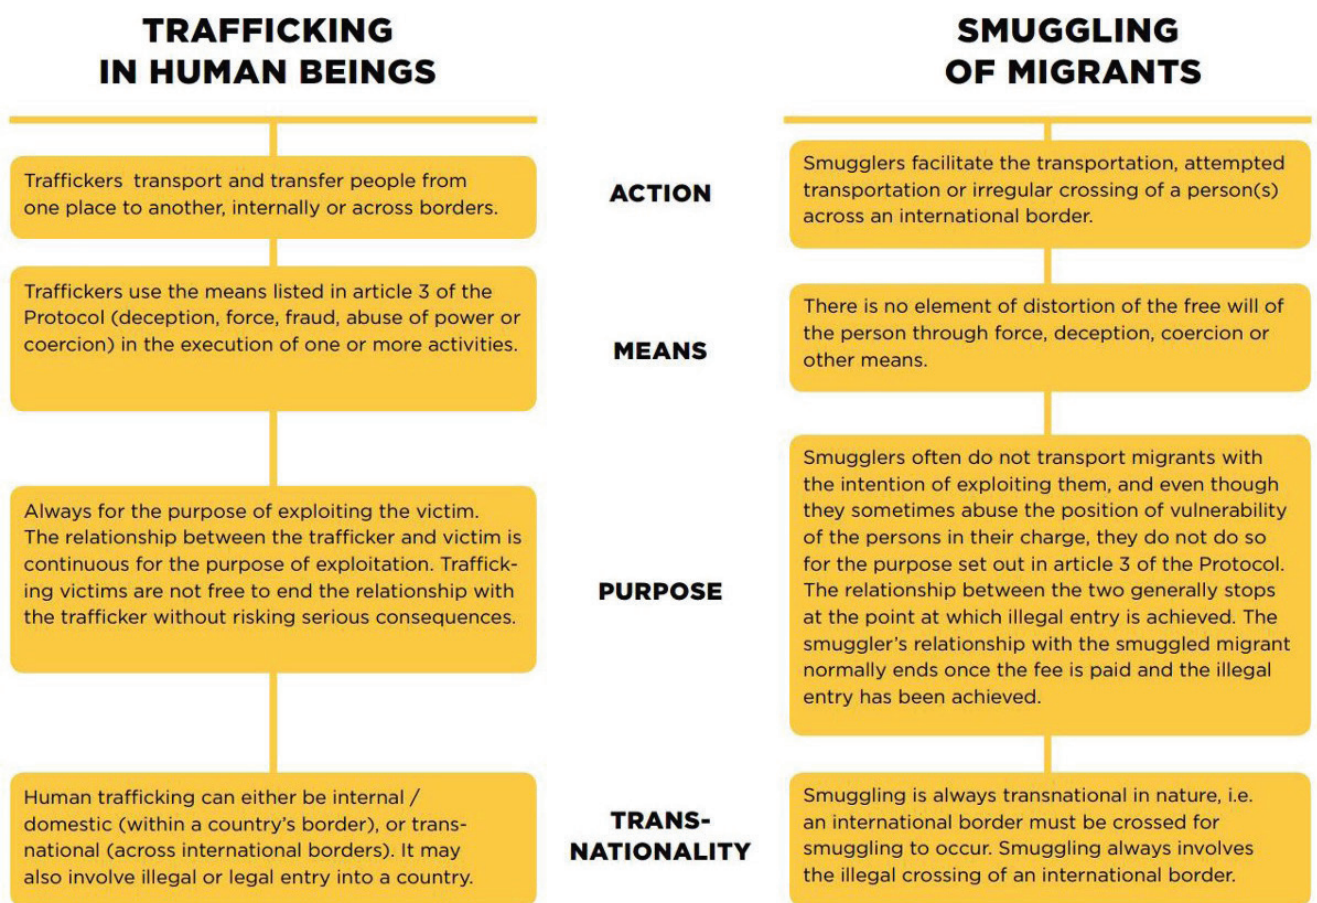 TRAFFICKING
IN HUMAN BEINGS
SMUGGLING
OF MIGRANTS
Traffickers transport and transfer people from
one place to another, internally or across borders.
ACTION
Smugglers facilitate the transportation, attempted
transportation or irregular crossing of a person(s)
across an international border.
Traffickers use the means listed in article 3 of the
Protocol (deception, force, fraud, abuse of power or
coercion) in the execution of one or more activities.
MEANS
There is no element of distortion of the free will of
the person through force, deception, coercion or
other means.
Always for the purpose of exploiting the victim.
The relationship between the trafficker and victim is
continuous for the purpose of exploitation. Traffick-
ing victims are not free to end the relationship with
the trafficker without risking serious consequences.
PURPOSE
Smugglers often do not transport migrants with
the intention of exploiting them, and even though
they sometimes abuse the position of vulnerability
of the persons in their charge, they do not do so
for the purpose set out in article 3 of the Protocol.
The relationship between the two generally stops
at the point at which illegal entry is achieved. The
smuggler's relationship with the smuggled migrant
normally ends once the fee is paid and the illegal
entry has been achieved.
Human trafficking can either be internal /
domestic (within a country's border), or trans-
national (across international borders). It may
also involve illegal or legal entry into a country.
TRANS-
NATIONALITY
Smuggling is always transnational in nature, i.e.
an international border must be crossed for
smuggling to occur. Smuggling always involves
the illegal crossing of an international border.